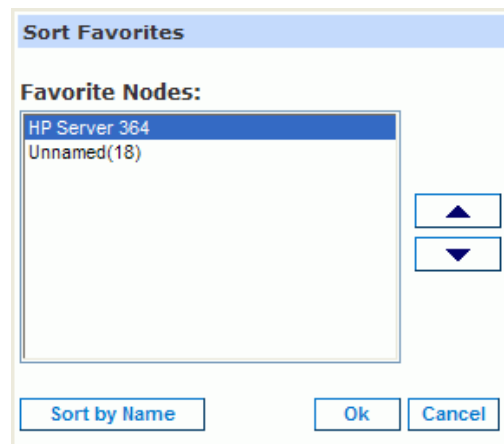 Sort Favorites
Favorite Nodes:
HP Server 364
Unnamed(18)
Sort by Name
Ok
Cancel